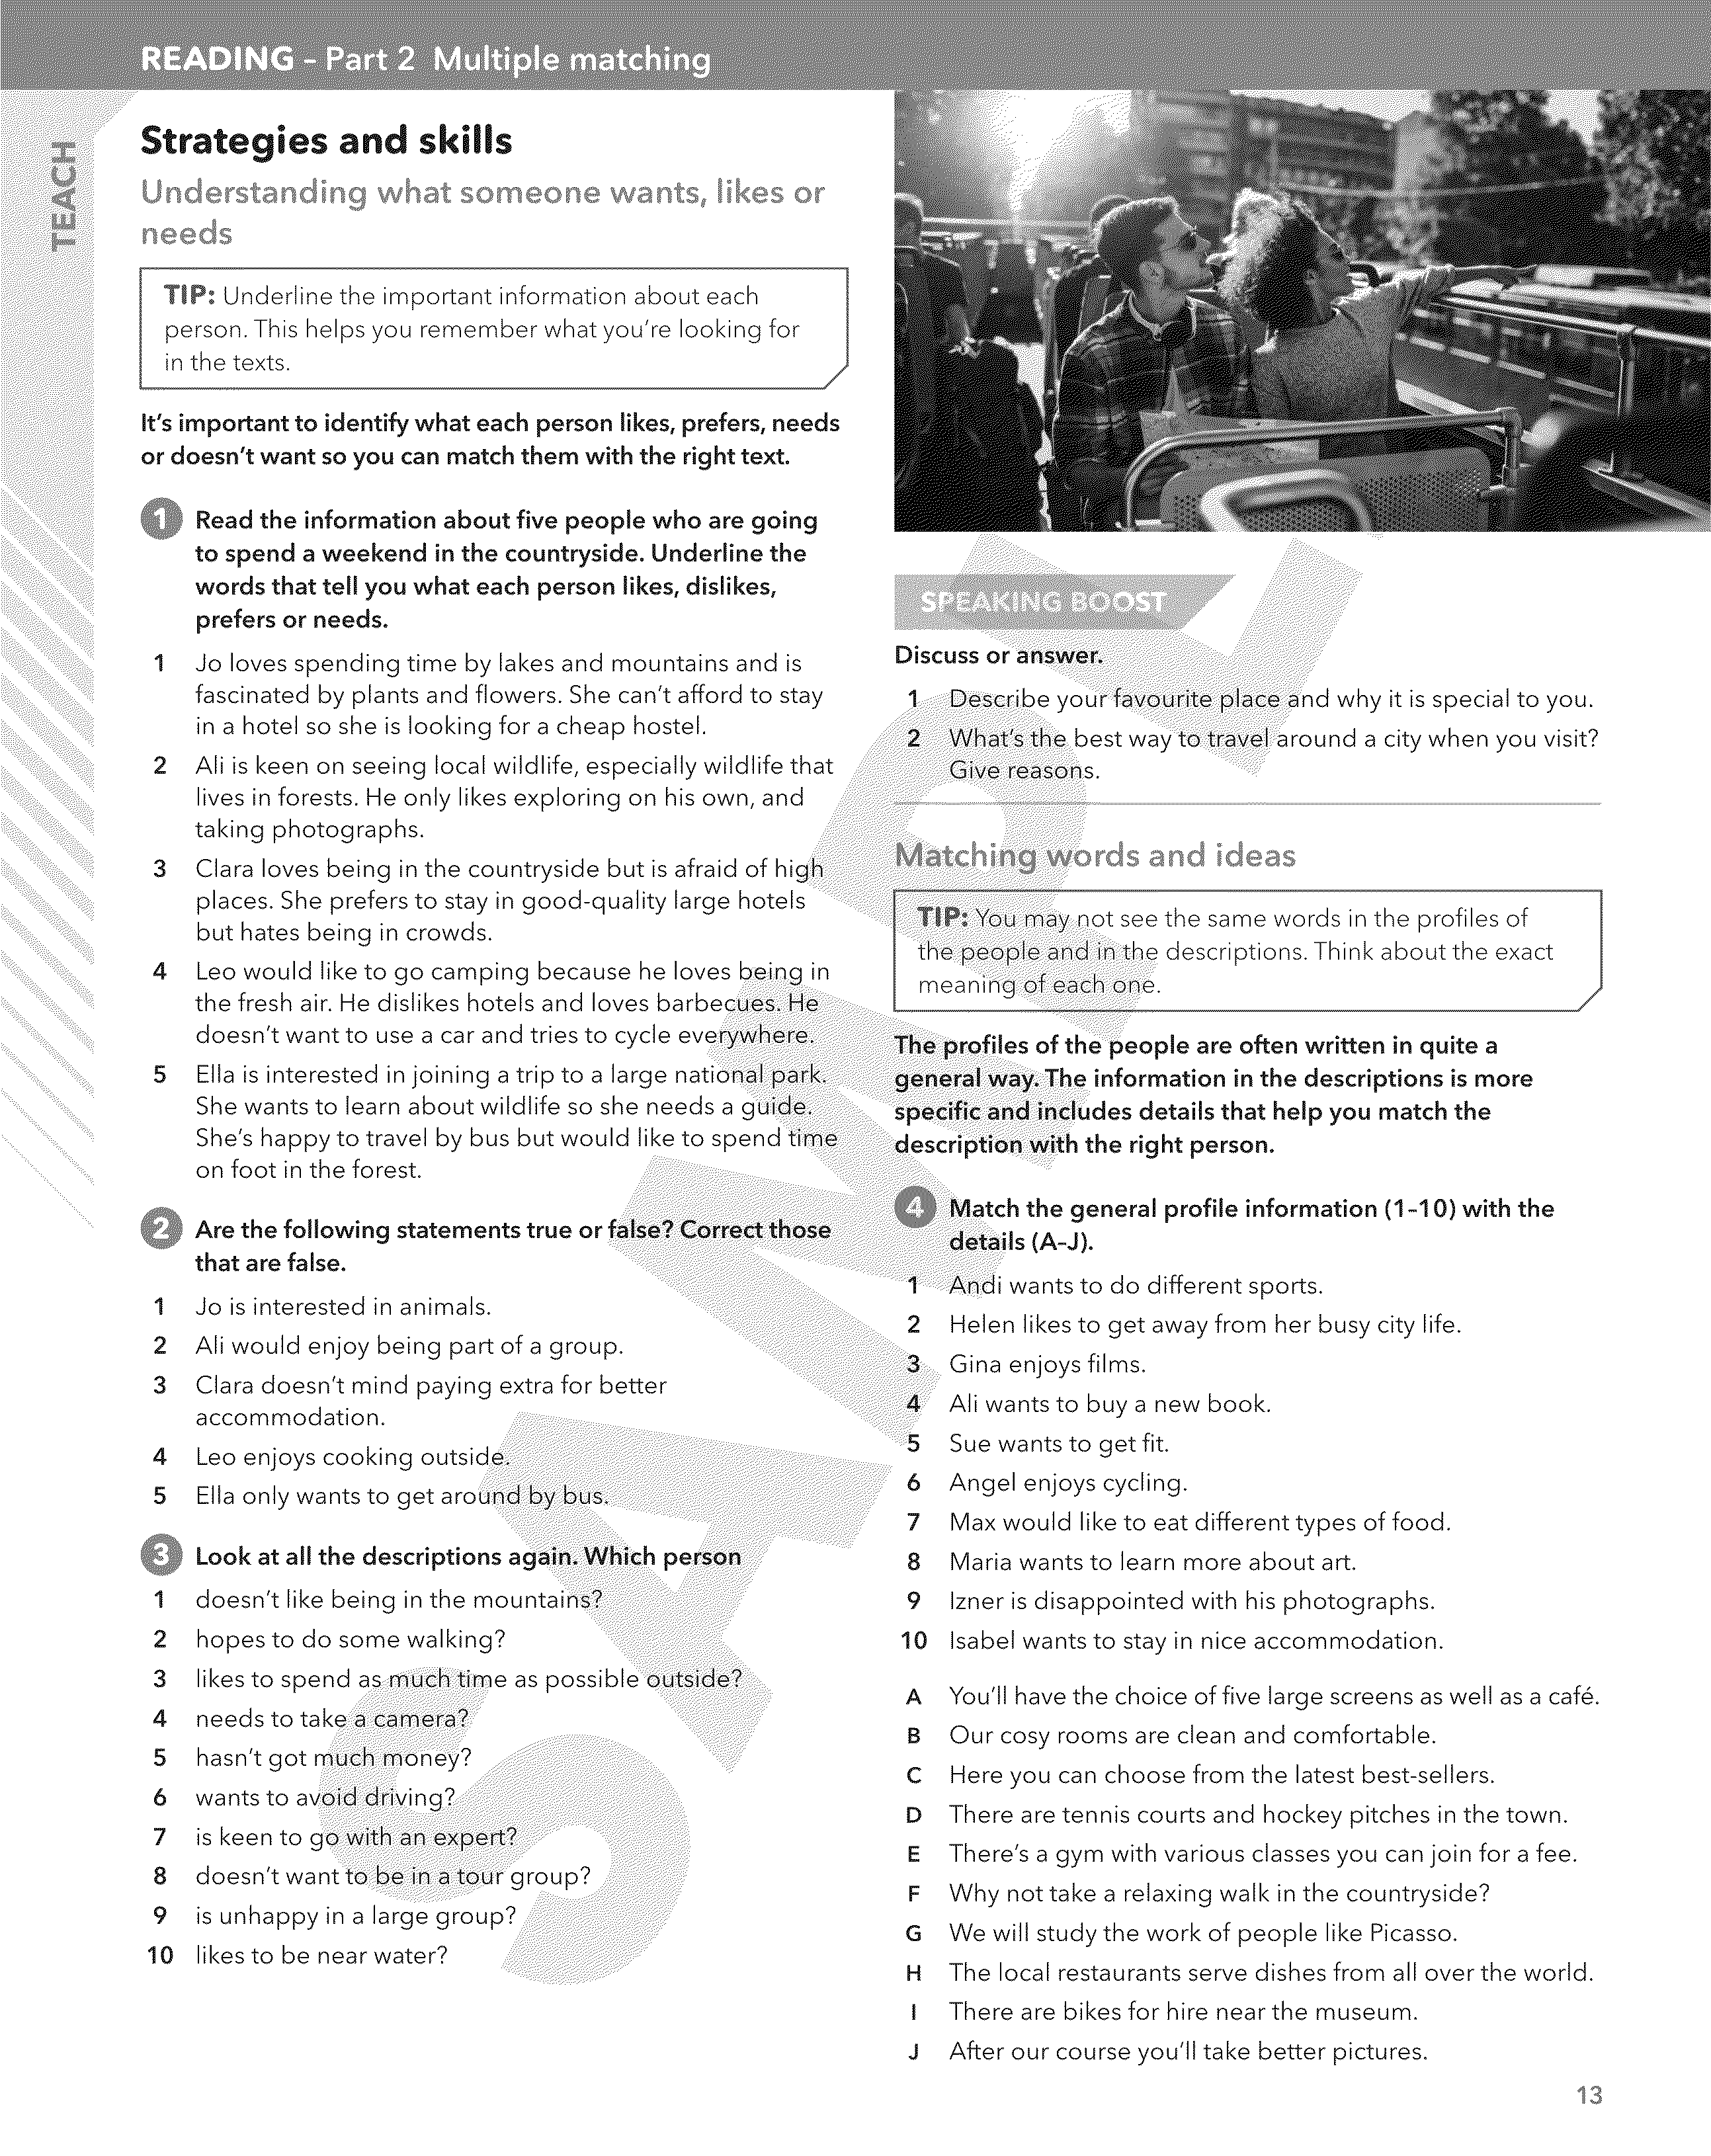 READING – Part 2 Multiple matching
TEACH
Strategies and skills
Understanding what someone wants, likes or
needs
TIP: Underline the important information about each
person. This helps you remember what you're looking for
in the texts.
It's important to identify what each person likes, prefers, needs
or doesn't want so you can match them with the right text.
1 Read the information about five people who are going
to spend a weekend in the countryside. Underline the
words that tell you what each person likes, dislikes,
prefers or needs.
1 Jo loves spending time by lakes and mountains and is
fascinated by plants and flowers. She can't afford to stay
in a hotel so she is looking for a cheap hostel.
2 Ali is keen on seeing local wildlife, especially wildlife that
lives in forests. He only likes exploring on his own, and
taking photographs.
3 Clara loves being in the countryside but is afraid of high
places. She prefers to stay in good-quality large hotels
but hates being in crowds.
4 Leo would like to go camping because he loves being in
the fresh air. He dislikes hotels and loves barbecues. He
doesn't want to use a car and tries to cycle everywhere.
5 Ella is interested in joining a trip to a large national park.
She wants to learn about wildlife so she needs a guide.
She's happy to travel by bus but would like to spend time
on foot in the forest.
2 Are the following statements true or false? Correct those
that are false.
1 Jo is interested in animals.
2 Ali would enjoy being part of a group.
3 Clara doesn't mind paying extra for better
accommodation.
4 Leo enjoys cooking outside.
5 Ella only wants to get around by bus.
3 Look at all the descriptions again. Which person
1 doesn't like being in the mountains?
2 hopes to do some walking?
3 likes to spend as much time as possible outside?
4 needs to take a camera?
5 hasn't got much money?
6 wants to avoid driving?
7 is keen to go with an expert?
8 doesn't want to be in a tour group?
9 is unhappy in a large group?
10 likes to be near water?
SPEAKING BOOST
Discuss or answer.
1 Describe your favourite place and why it is special to you.
2 What's the best way to travel around a city when you visit?
Give reasons.
Matching words and ideas
TIP: You may not see the same words in the profiles of
the people and in the descriptions. Think about the exact
meaning of each one.
The profiles of the people are often written in quite a
general way. The information in the descriptions is more
specific and includes details that help you match the
description with the right person.
4 Match the general profile information (1–10) with the
details (A–J).
1 Andi wants to do different sports.
2 Helen likes to get away from her busy city life.
3 Gina enjoys films.
4 Ali wants to buy a new book.
5 Sue wants to get fit.
6 Angel enjoys cycling.
7 Max would like to eat different types of food.
8 Maria wants to learn more about art.
9 Izner is disappointed with his photographs.
10 Isabel wants to stay in nice accommodation.
A You'll have the choice of five large screens as well as a café.
B Our cosy rooms are clean and comfortable.
C Here you can choose from the latest best-sellers.
D There are tennis courts and hockey pitches in the town.
E There's a gym with various classes you can join for a fee.
F Why not take a relaxing walk in the countryside?
G We will study the work of people like Picasso.
H The local restaurants serve dishes from all over the world.
I There are bikes for hire near the museum.
J After our course you'll take better pictures.
13
SAMPLE